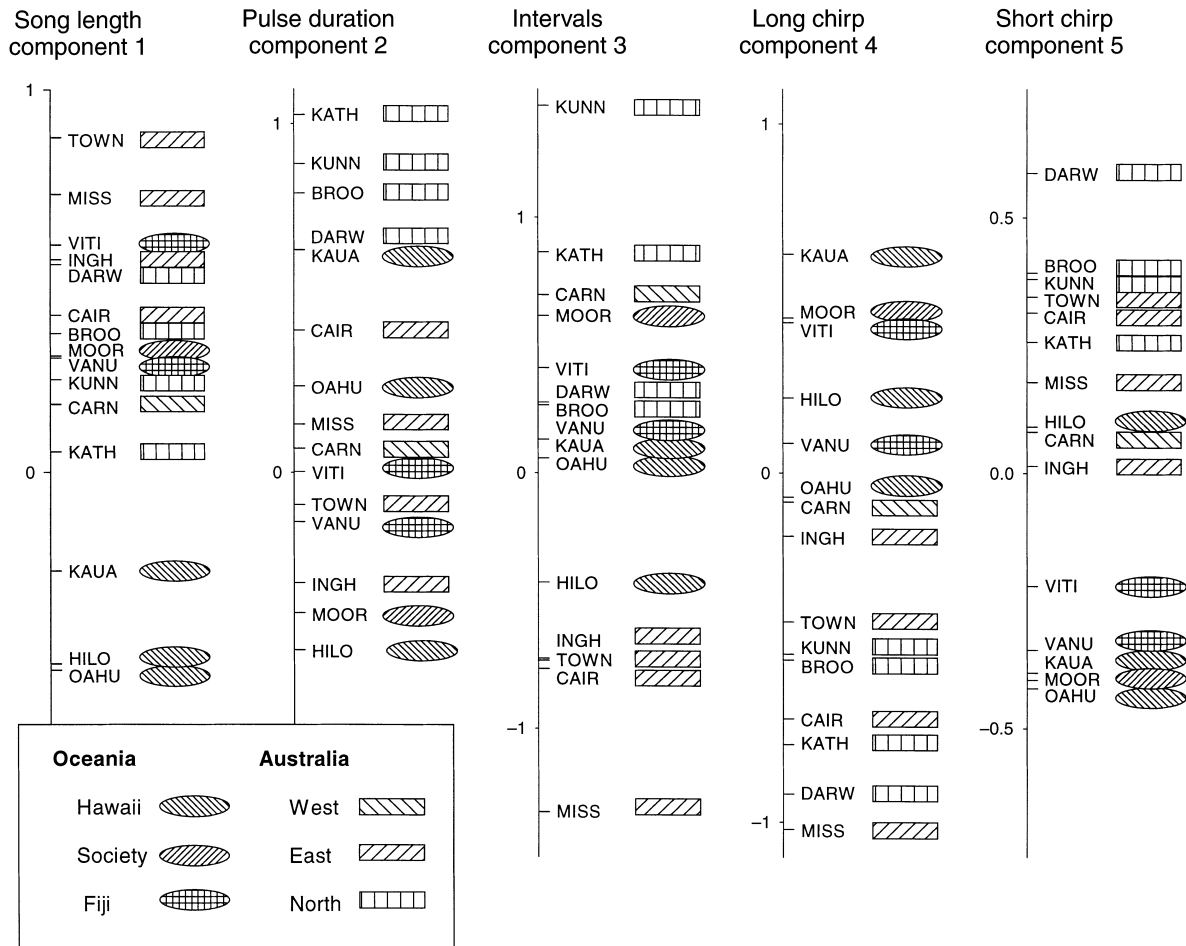 Song length
component 1
1
TOWN
MISS
VITI
INGH
DARW
CAIR
BROO
MOOR
VANU
KUNN
CARN
KATH
0
KAUA
HILO
OAHU
Pulse duration
component 2
KATH
1
KUNN
BROO
DARW
KAUA
CAIR
OAHU
MISS
CARN
VITI
0
TOWN
VANU
INGH
MOOR
HILO
Intervals
component 3
KUNN
1
KATH
CARN
MOOR
VITI
DARW
BROO
VANU
KAUA
OAHU
0
HILO
INGH
TOWN
CAIR
−1
MISS
Long chirp
component 4
1
KAUA
MOOR
VITI
HILO
VANU
0
OAHU
CARN
INGH
TOWN
KUNN
BROO
CAIR
KATH
DARW
−1
MISS
Short chirp
component 5
DARW
0.5
BROO
KUNN
TOWN
CAIR
KATH
MISS
HILO
CARN
INGH
0.0
VITI
VANU
KAUA
MOOR
OAHU
−0.5
Oceania
Hawaii
Society
Fiji
Australia
West
East
North